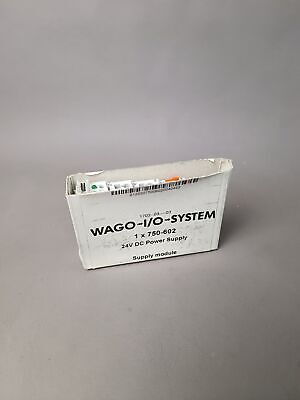 WAGO-I/O-SYSTEM
1 x 750-602
24V DC Power Supply
Supply module